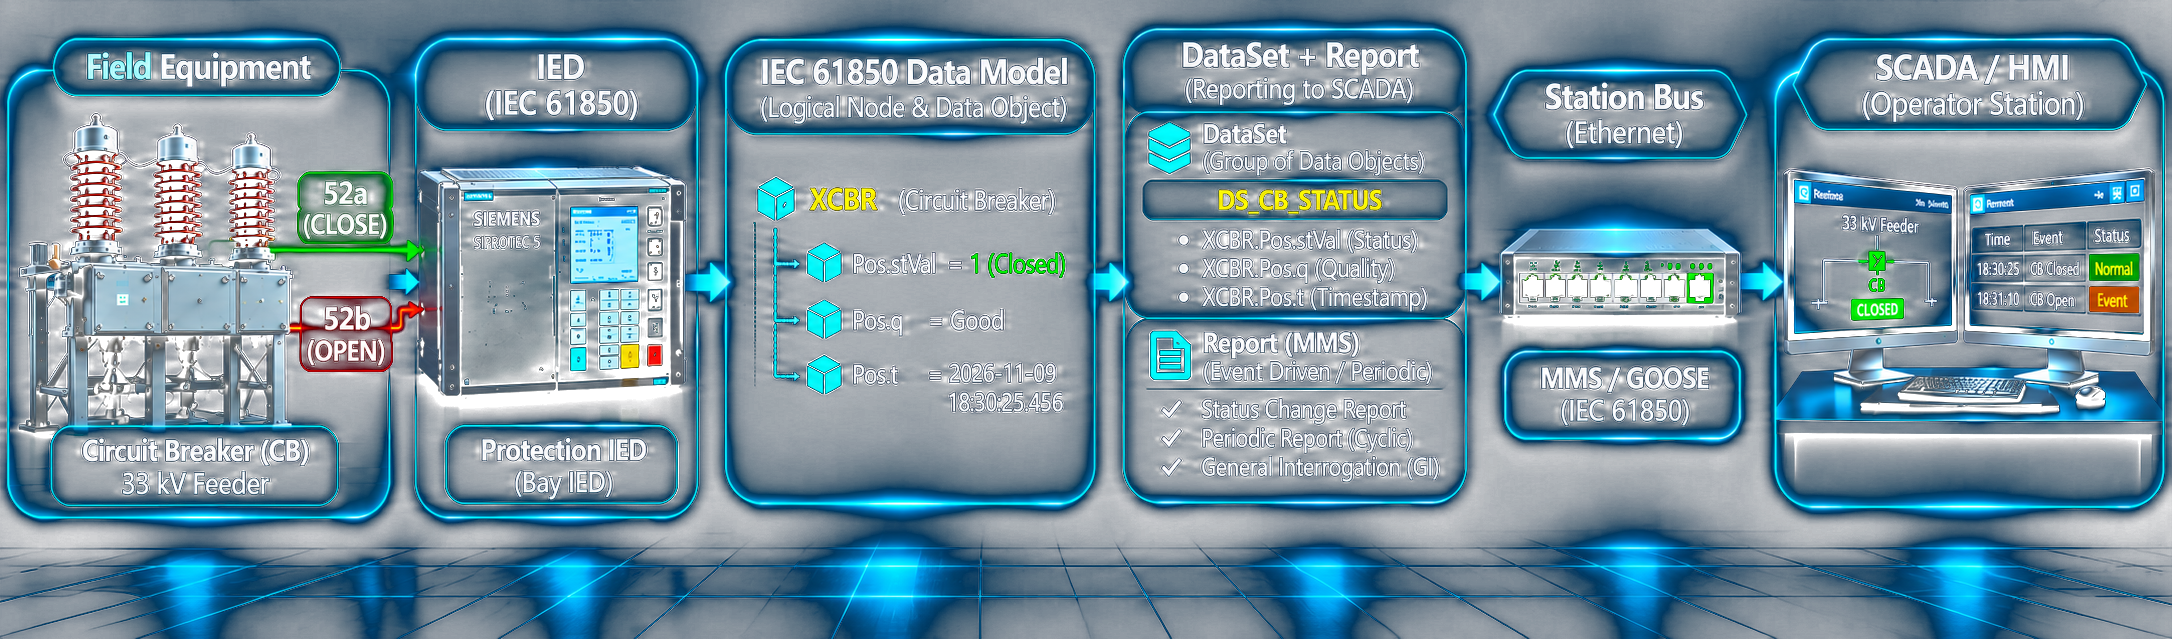 Field Equipment
52a
(CLOSE)
52b
(OPEN)
Circuit Breaker (CB)
33 kV Feeder
IED
(IEC 61850)
SIEMENS
SIPROTEC 5
Protection IED
(Bay IED)
IEC 61850 Data Model
(Logical Node & Data Object)
XCBR (Circuit Breaker)
Pos.stVal = 1 (Closed)
Pos.q = Good
Pos.t = 2026-11-09
18:30:25.456
DataSet + Report
(Reporting to SCADA)
DataSet
(Group of Data Objects)
DS_CB_STATUS
• XCBR.Pos.stVal (Status)
• XCBR.Pos.q (Quality)
• XCBR.Pos.t (Timestamp)
Report (MMS)
(Event Driven / Periodic)
✓ Status Change Report
✓ Periodic Report (Cyclic)
✓ General Interrogation (GI)
Station Bus
(Ethernet)
MMS / GOOSE
(IEC 61850)
SCADA / HMI
(Operator Station)
33 kV Feeder
CB
CLOSED
Time Event Status
18:30:25 CB Closed Normal
18:31:10 CB Open Event